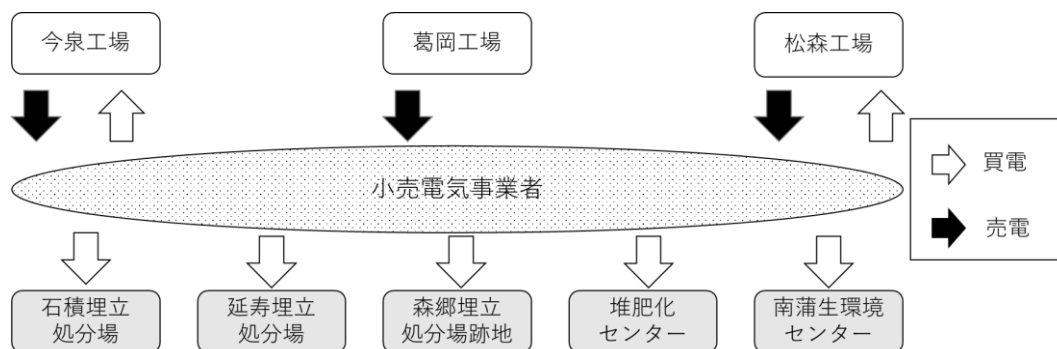 今泉工場
葛岡工場
松森工場
小売電気事業者
買電
売電
石積埋立
処分場
延寿埋立
処分場
森郷埋立
処分場跡地
堆肥化
センター
南蒲生環境
センター